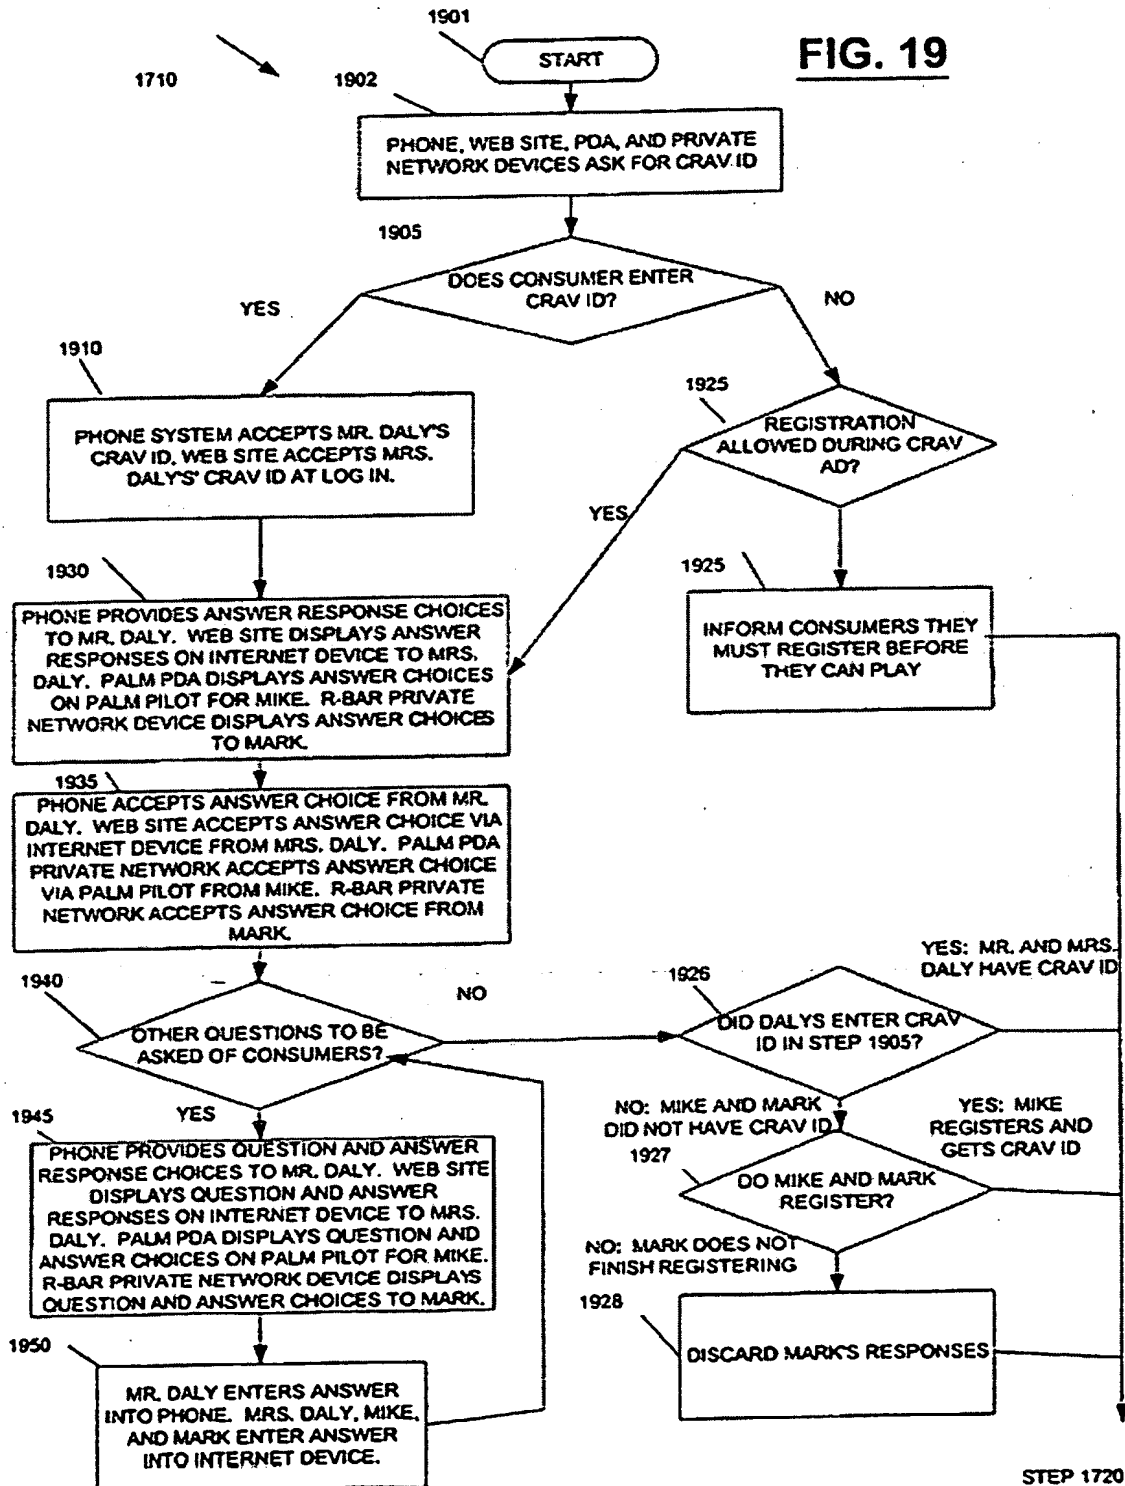 1901
START
FIG. 19
1710
1902
PHONE, WEB SITE, PDA, AND PRIVATE
NETWORK DEVICES ASK FOR CRAV ID
1905
DOES CONSUMER ENTER
CRAV ID?
YES
NO
1910
PHONE SYSTEM ACCEPTS MR. DALY'S
CRAV ID. WEB SITE ACCEPTS MRS.
DALY'S' CRAV ID AT LOG IN.
1925
REGISTRATION
ALLOWED DURING CRAV
AD?
YES
1930
PHONE PROVIDES ANSWER RESPONSE CHOICES
TO MR. DALY. WEB SITE DISPLAYS ANSWER
RESPONSES ON INTERNET DEVICE TO MRS.
DALY. PALM PDA DISPLAYS ANSWER CHOICES
ON PALM PILOT FOR MIKE. R-BAR PRIVATE
NETWORK DEVICE DISPLAYS ANSWER CHOICES
TO MARK.
1925
INFORM CONSUMERS THEY
MUST REGISTER BEFORE
THEY CAN PLAY
1935
PHONE ACCEPTS ANSWER CHOICE FROM MR.
DALY. WEB SITE ACCEPTS ANSWER CHOICE VIA
INTERNET DEVICE FROM MRS. DALY. PALM PDA
PRIVATE NETWORK ACCEPTS ANSWER CHOICE
VIA PALM PILOT FROM MIKE. R-BAR PRIVATE
NETWORK ACCEPTS ANSWER CHOICE FROM
MARK.
1940
OTHER QUESTIONS TO BE
ASKED OF CONSUMERS?
NO
YES
1926
DID DALYS ENTER CRAV
ID IN STEP 1905?
YES: MR. AND MRS.
DALY HAVE CRAV ID
NO: MIKE AND MARK
DID NOT HAVE CRAV ID
1927
DO MIKE AND MARK
REGISTER?
YES: MIKE
REGISTERS AND
GETS CRAV ID
NO: MARK DOES NOT
FINISH REGISTERING
1945
PHONE PROVIDES QUESTION AND ANSWER
RESPONSE CHOICES TO MR. DALY. WEB SITE
DISPLAYS QUESTION AND ANSWER
RESPONSES ON INTERNET DEVICE TO MRS.
DALY. PALM PDA DISPLAYS QUESTION AND
ANSWER CHOICES ON PALM PILOT FOR MIKE.
R-BAR PRIVATE NETWORK DEVICE DISPLAYS
QUESTION AND ANSWER CHOICES TO MARK.
1928
DISCARD MARK'S RESPONSES
1950
MR. DALY ENTERS ANSWER
INTO PHONE. MRS. DALY, MIKE,
AND MARK ENTER ANSWER
INTO INTERNET DEVICE.
STEP 1720